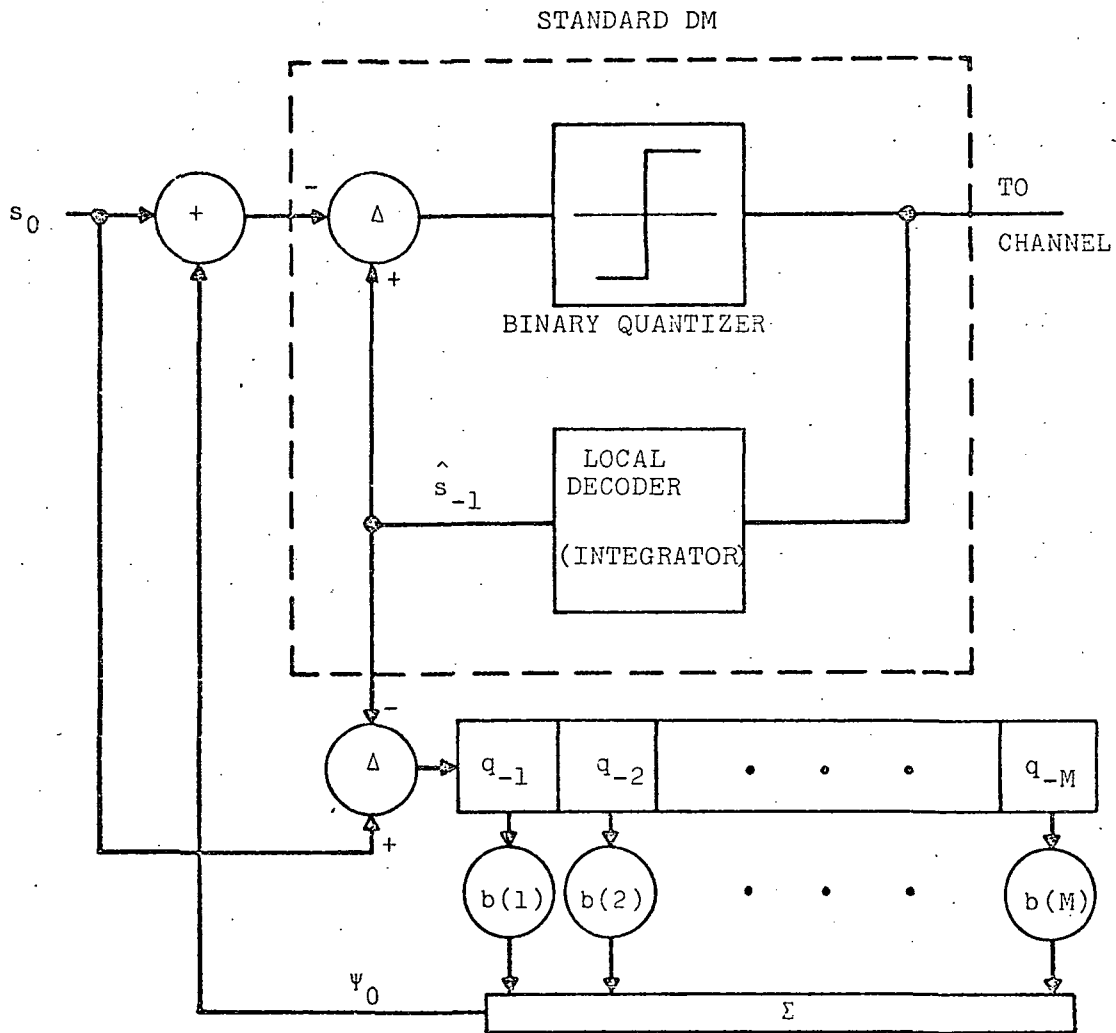 STANDARD DM
s0
+
-
Δ
+
TO
CHANNEL
BINARY QUANTIZER
ŝ-1
LOCAL
DECODER
(INTEGRATOR)
-
Δ
+
q-1 q-2 • • • q-M
b(1) b(2) • • • b(M)
Ψ0
Σ